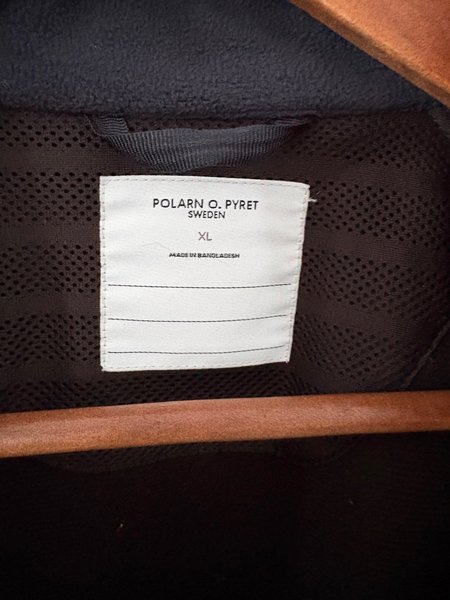 POLARN O. PYRET
SWEDEN
XL
MADE IN BANGLADESH